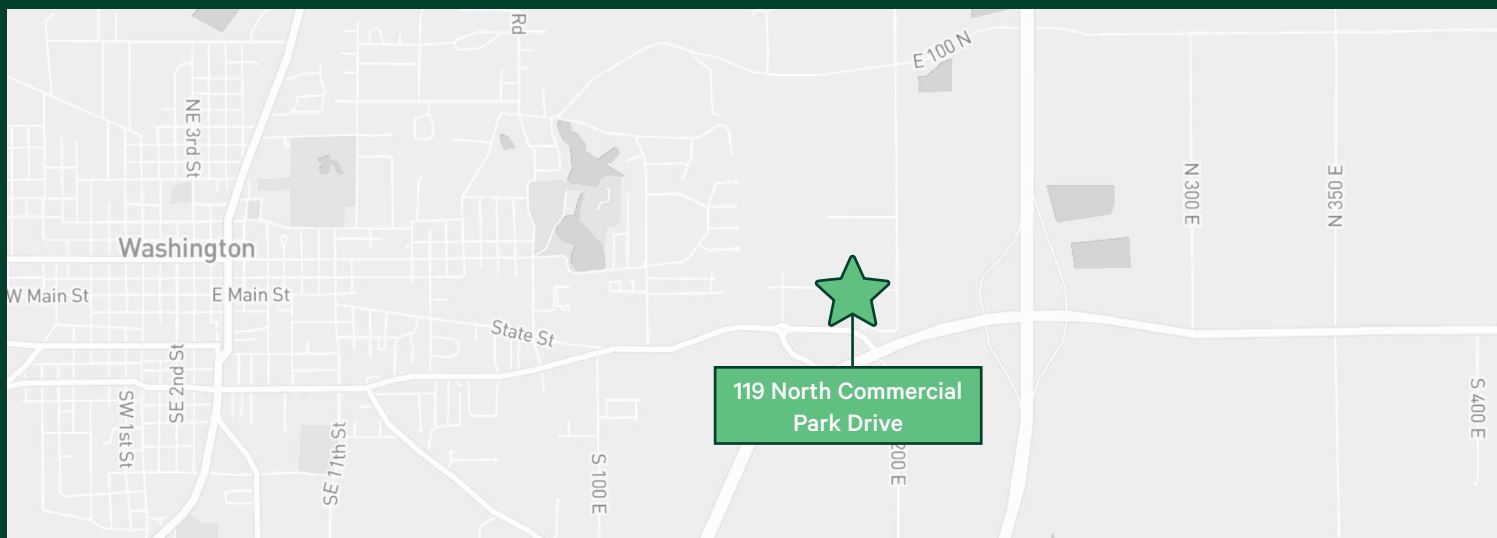 Rd
E 100 N
NE 3rd St
N 300 E
N 350 E
Washington
W Main St
E Main St
State St
119 North Commercial
Park Drive
SE 2nd St
SW 1st St
SE 11th St
S 100 E
200 E
S 400 E